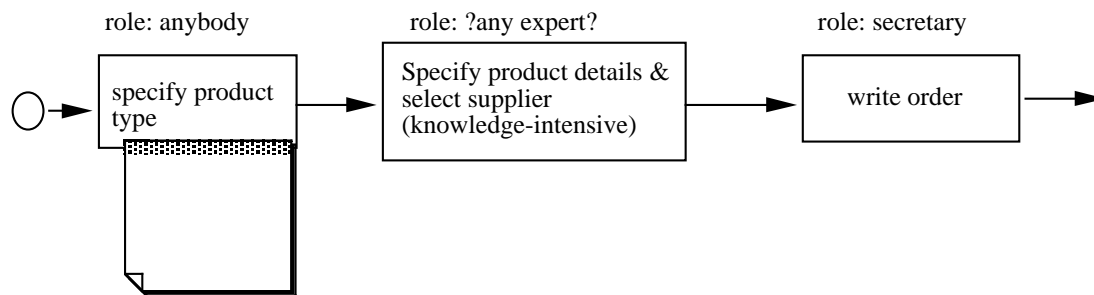 role: anybody
role: ?any expert?
role: secretary
specify product
type
Specify product details &
select supplier
(knowledge-intensive)
write order